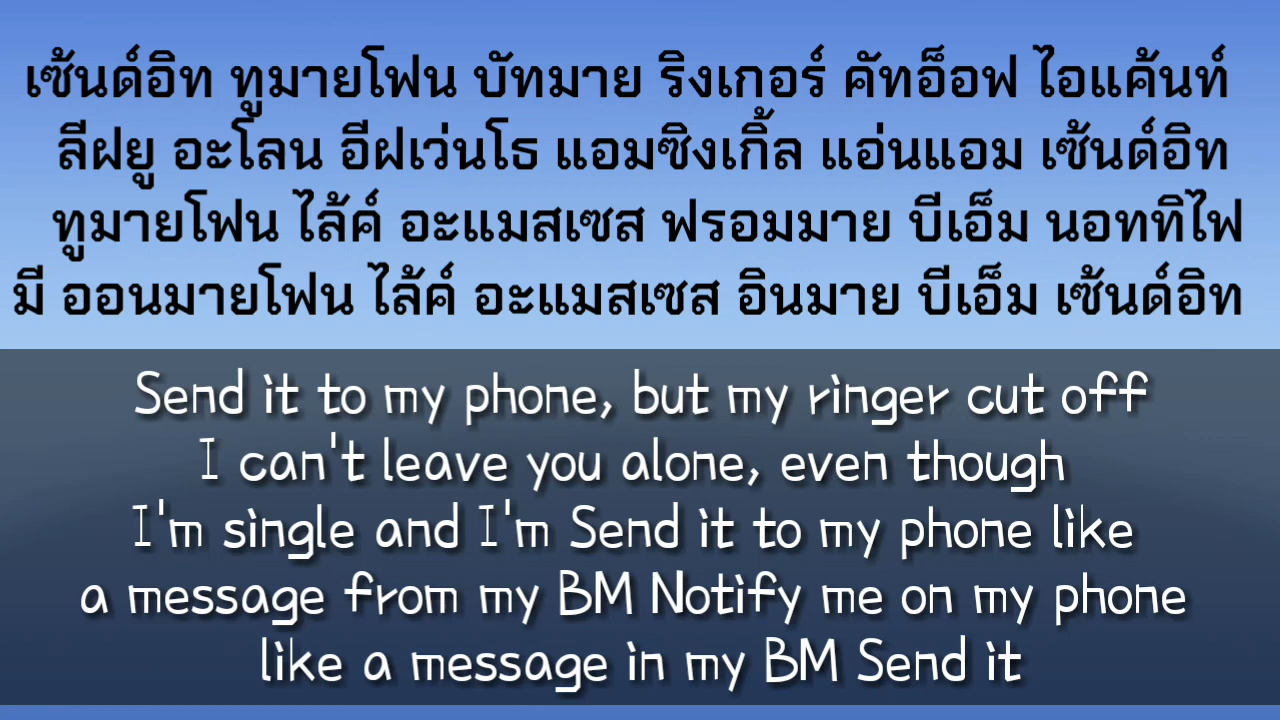 เซ้นด์อิท ทูมายโฟน บัทมาย ริงเกอร์ คัทอ็อฟ ไอแค้นท์
ลีฝยู อะโลน อีฝเว่นโธ แอมซิงเกิ้ล แอ่นแอม เซ้นด์อิท
ทูมายโฟน ไล้ค์ อะแมสเซส ฟรอมมาย บีเอ็ม นอททิไฟ
มี ออนมายโฟน ไล้ค์ อะแมสเซส อินมาย บีเอ็ม เซ้นด์อิท
Send it to my phone, but my ringer cut off
I can't leave you alone, even though
I'm single and I'm Send it to my phone like
a message from my BM Notify me on my phone
like a message in my BM Send it